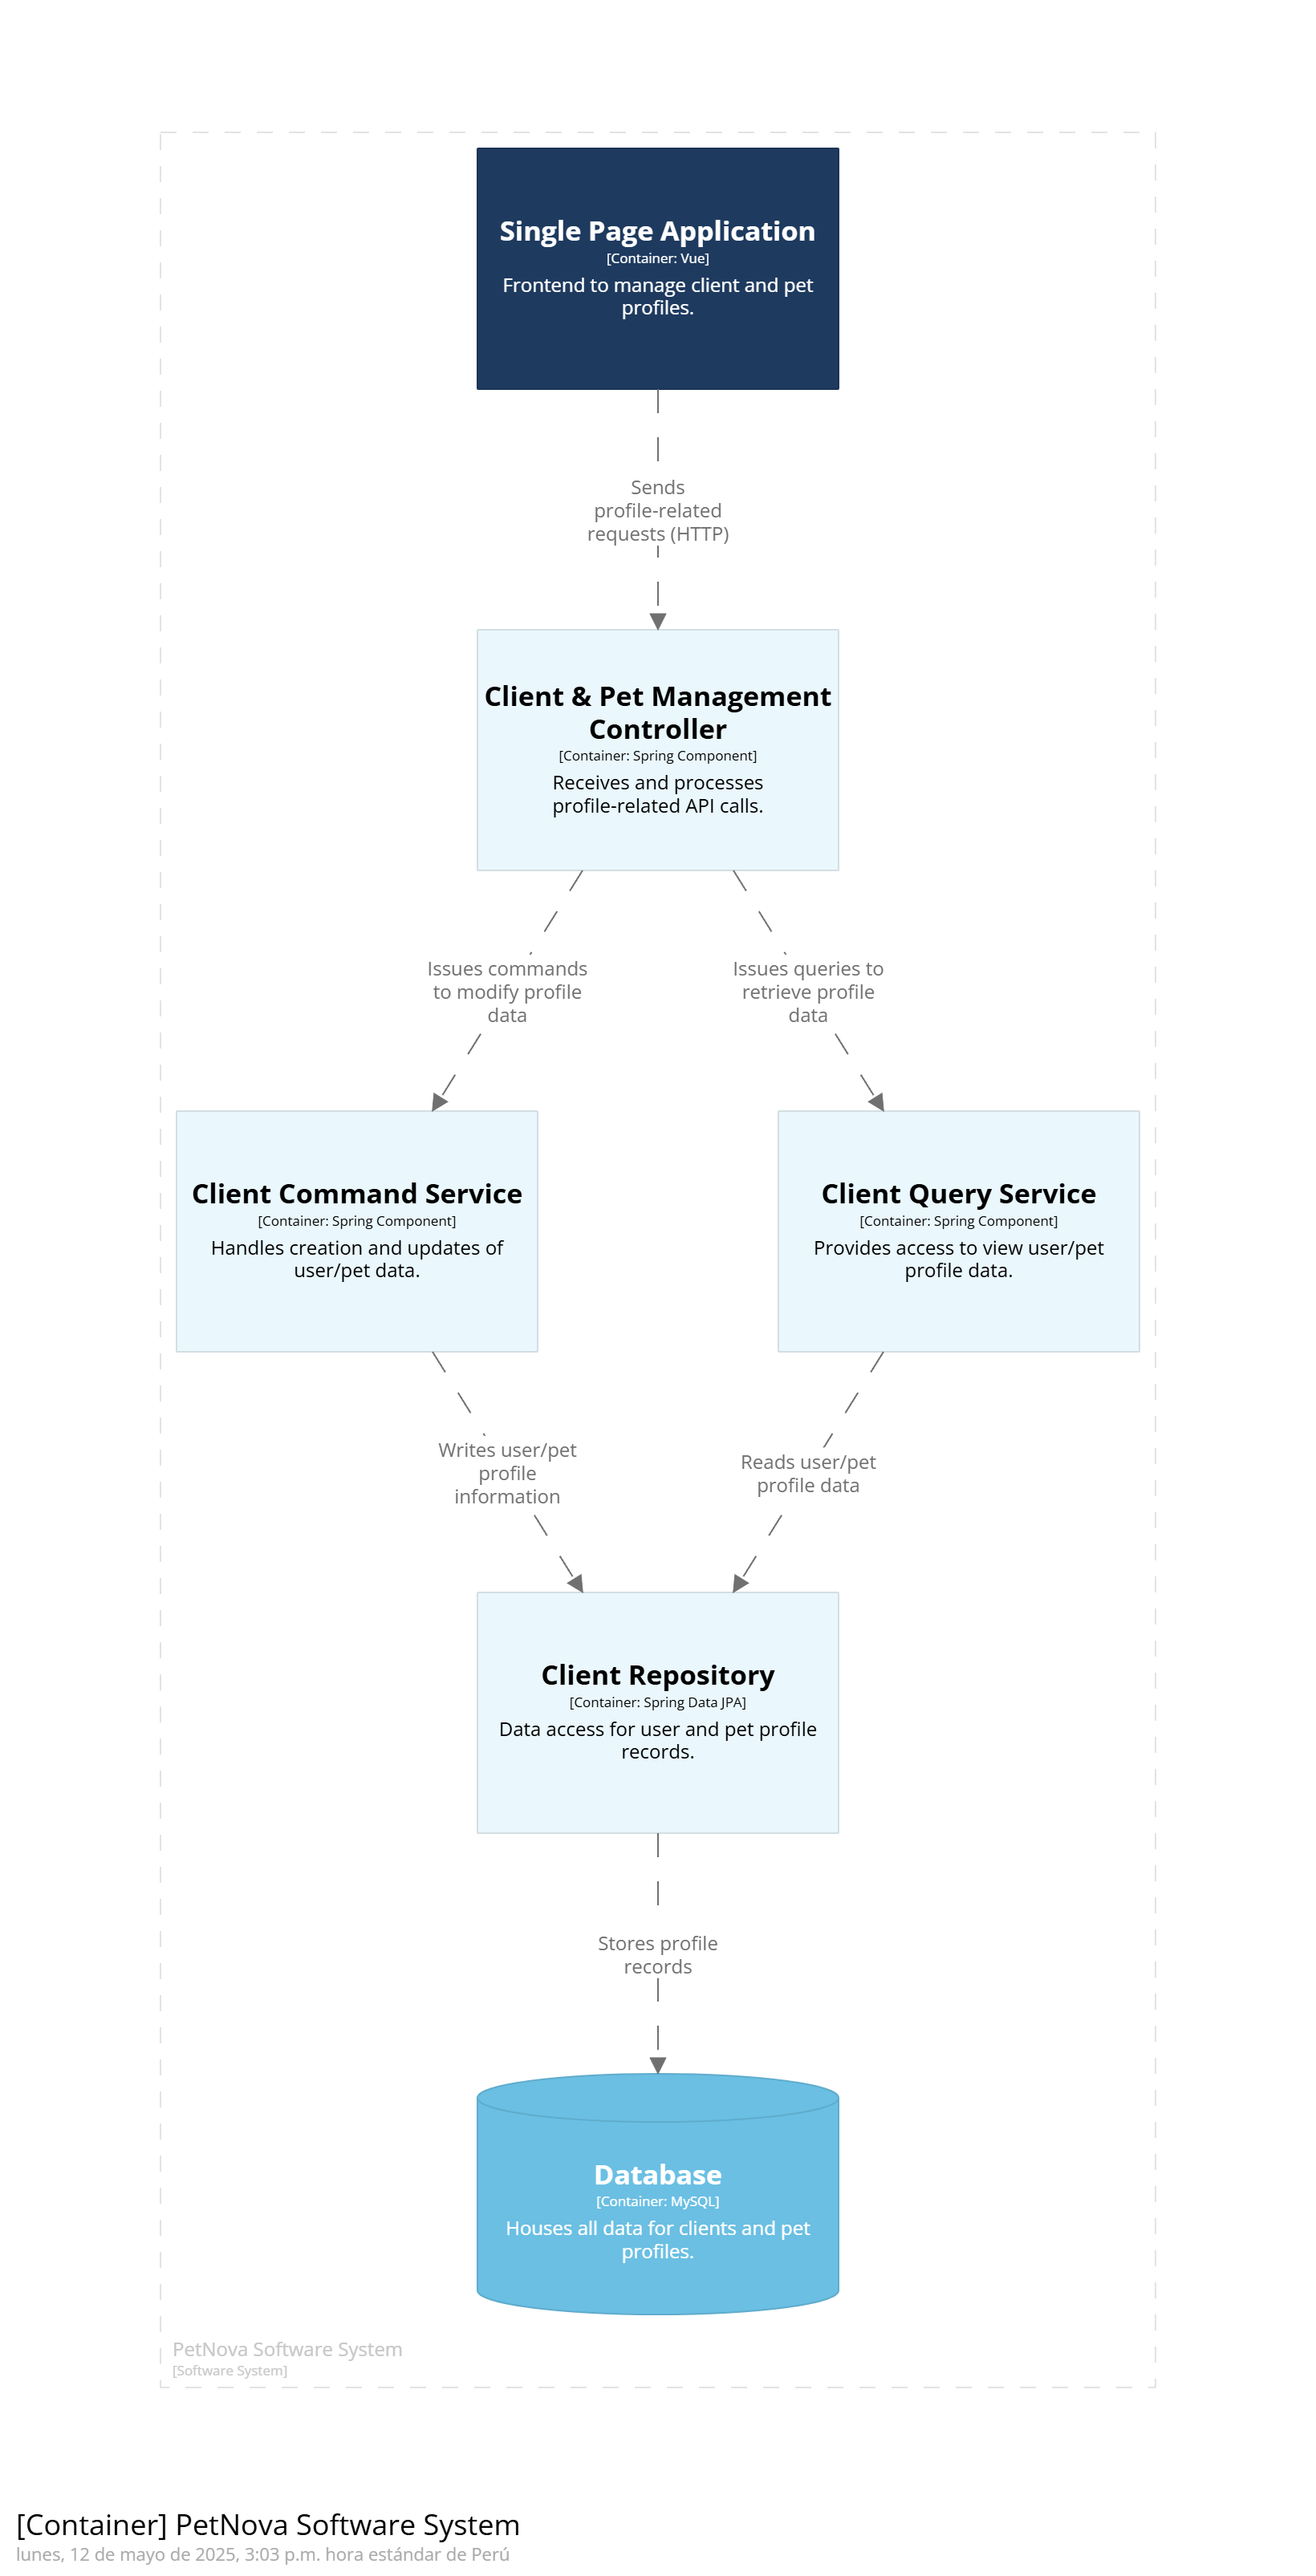 Single Page Application
[Container: Vue]
Frontend to manage client and pet
profiles.
Sends
profile-related
requests (HTTP)
Client & Pet Management
Controller
[Container: Spring Component]
Receives and processes
profile-related API calls.
Issues commands
to modify profile
data
Issues queries to
retrieve profile
data
Client Command Service
[Container: Spring Component]
Handles creation and updates of
user/pet data.
Client Query Service
[Container: Spring Component]
Provides access to view user/pet
profile data.
Writes user/pet
profile
information
Reads user/pet
profile data
Client Repository
[Container: Spring Data JPA]
Data access for user and pet profile
records.
Stores profile
records
Database
[Container: MySQL]
Houses all data for clients and pet
profiles.
PetNova Software System
[Software System]
[Container] PetNova Software System
lunes, 12 de mayo de 2025, 3:03 p.m. hora estándar de Perú